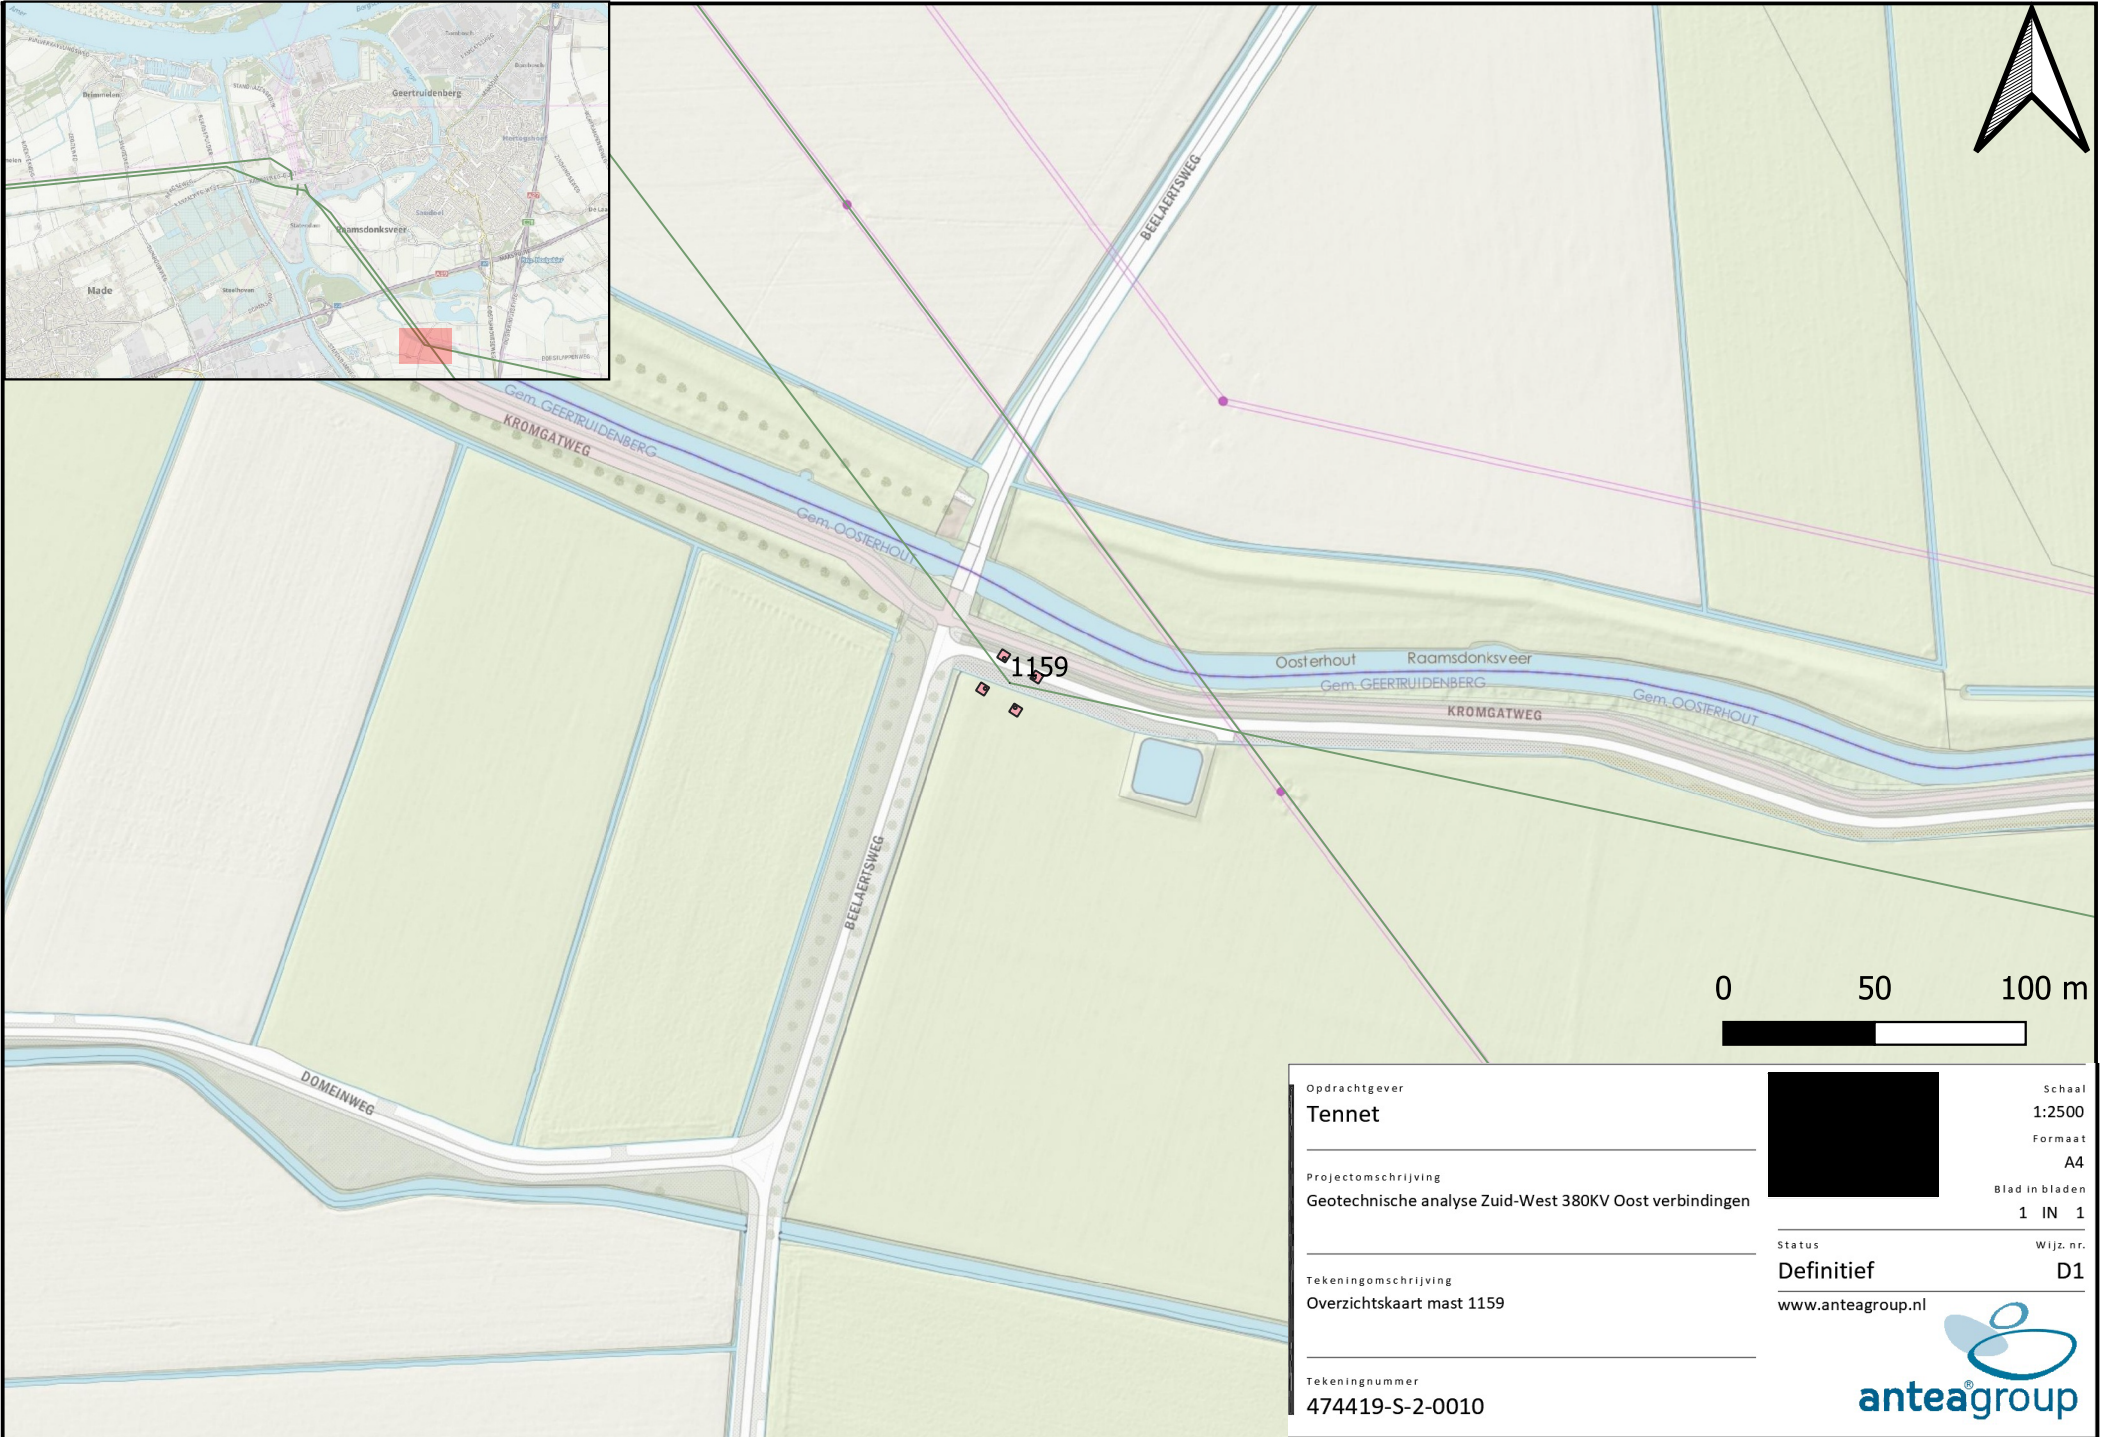 Geertruidenberg
Raamsdonksveer
Made
BEELAERTSWEG
Gem. GEERTRUIDENBERG
KROMGATWEG
Gem. OOSTERHOUT
1159
Oosterhout Raamsdonksveer
Gem. GEERTRUIDENBERG
Gem. OOSTERHOUT
KROMGATWEG
BEELAERTSWEG
DOMEINWEG
0 50 100 m
Opdrachtgever
Tennet
Projectomschrijving
Geotechnische analyse Zuid-West 380KV Oost verbindingen
Tekeningomschrijving
Overzichtskaart mast 1159
Tekeningnummer
474419-S-2-0010
Schaal
1:2500
Formaat
A4
Blad in bladen
1 IN 1
Status Wijz. nr.
Definitief D1
www.anteagroup.nl
antea®group